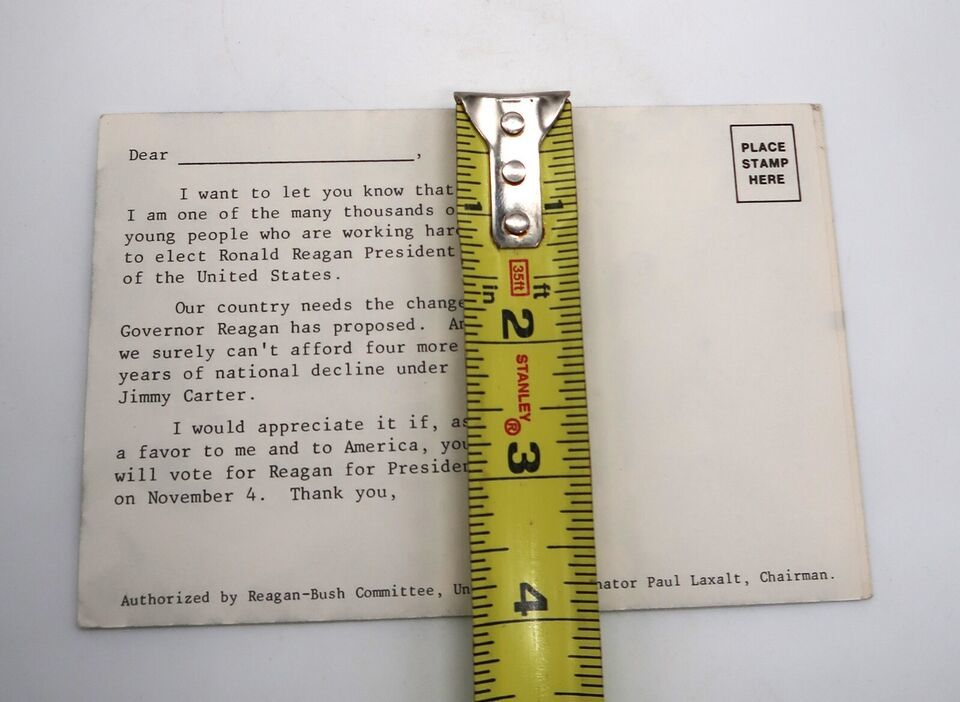 Dear ____________________,
I want to let you know that
I am one of the many thousands o
young people who are working hard
to elect Ronald Reagan President
of the United States.
Our country needs the change
Governor Reagan has proposed. An
we surely can't afford four more
years of national decline under
Jimmy Carter.
I would appreciate it if, as
a favor to me and to America, you
will vote for Reagan for Presiden
on November 4. Thank you,
Authorized by Reagan-Bush Committee, Un
nator Paul Laxalt, Chairman.
PLACE
STAMP
HERE
1 1
35ft
in ft
2
STANLEY®
3
4